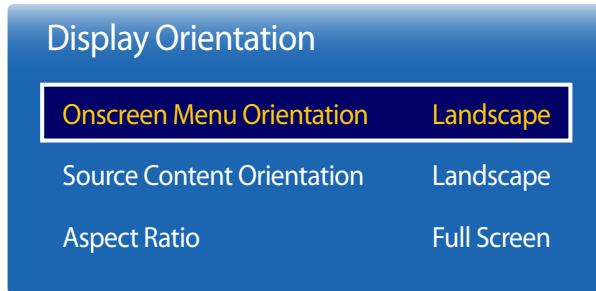 Display Orientation
Onscreen Menu Orientation Landscape
Source Content Orientation Landscape
Aspect Ratio Full Screen